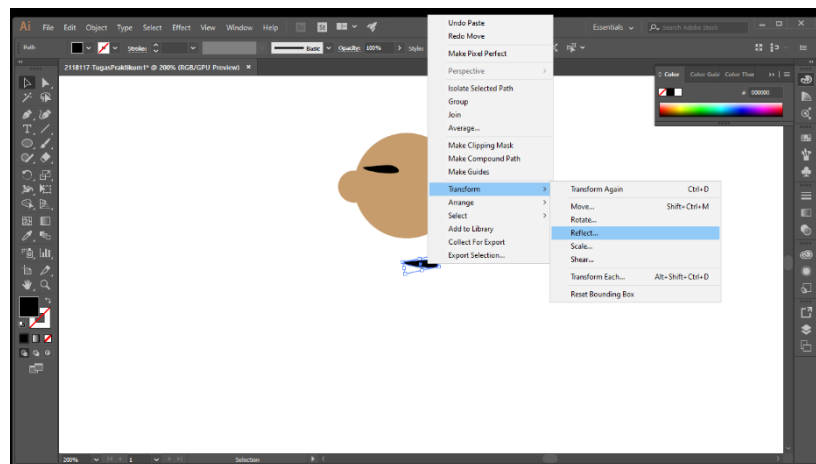 Ai File Edit Object Type Select Effect View Window Help St Essentials Search Adobe Stock
Path Stroke: Basic Opacity: 100% Styles
2118117-TugasPraktikum1* @ 200% (RGB/GPU Preview) ×
Color Color Guic Color Ther
# 000000
Undo Paste
Redo Move
Make Pixel Perfect
Perspective
Isolate Selected Path
Group
Join
Average...
Make Clipping Mask
Make Compound Path
Make Guides
Transform
Arrange
Select
Add to Library
Collect For Export
Export Selection...
Transform Again Ctrl+D
Move... Shift+Ctrl+M
Rotate...
Reflect...
Scale...
Shear...
Transform Each... Alt+Shift+Ctrl+D
Reset Bounding Box
200% 1 Selection